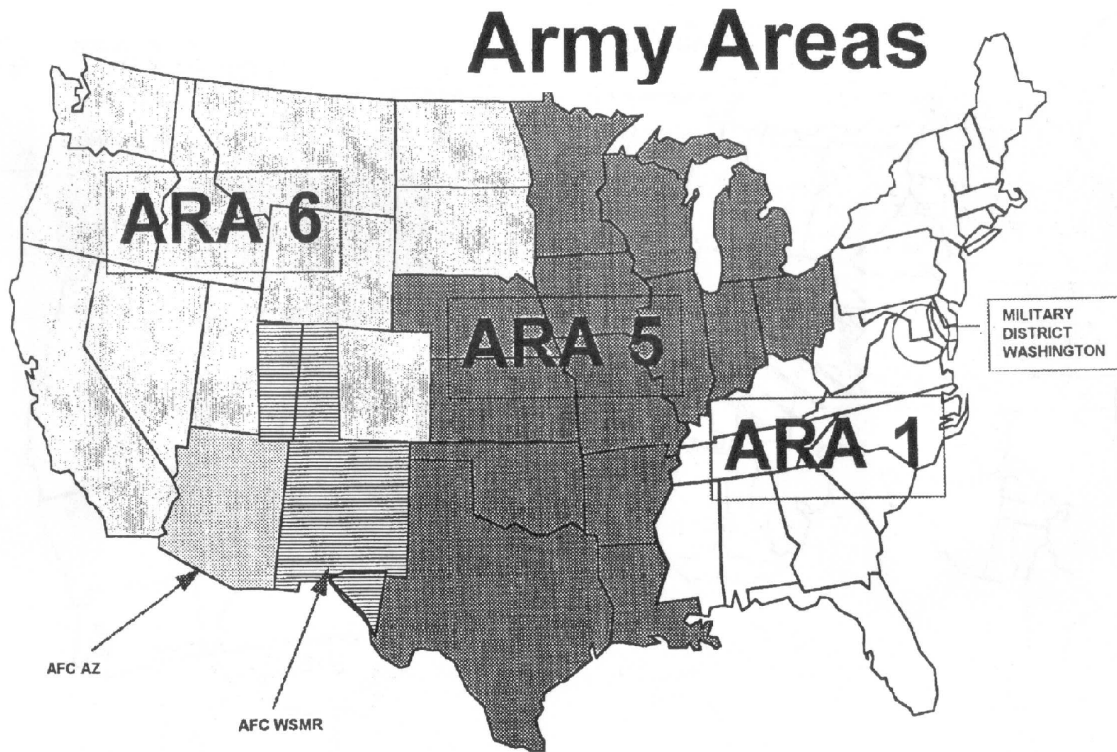 Army Areas
ARA 6
ARA 5
MILITARY
DISTRICT
WASHINGTON
ARA 1
AFC AZ
AFC WSMR